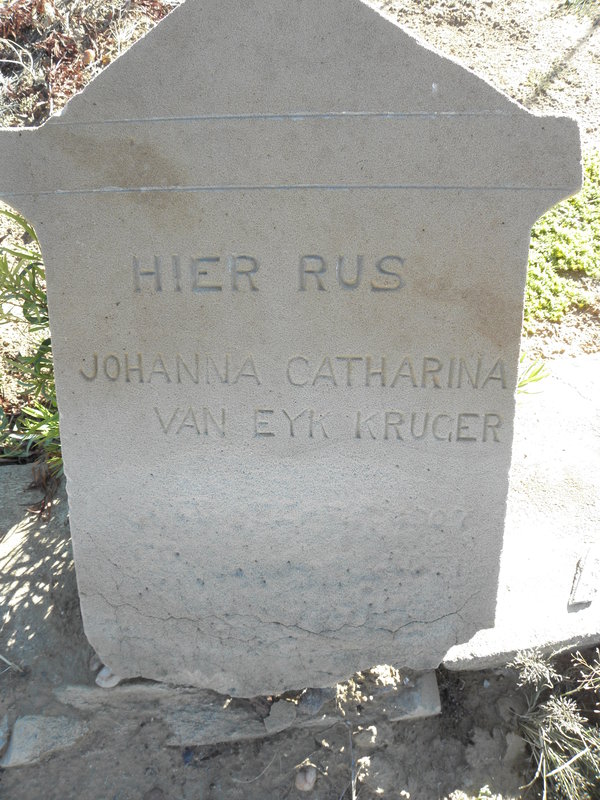 HIER RUS
JOHANNA CATHARINA
VAN EYK KRUGER